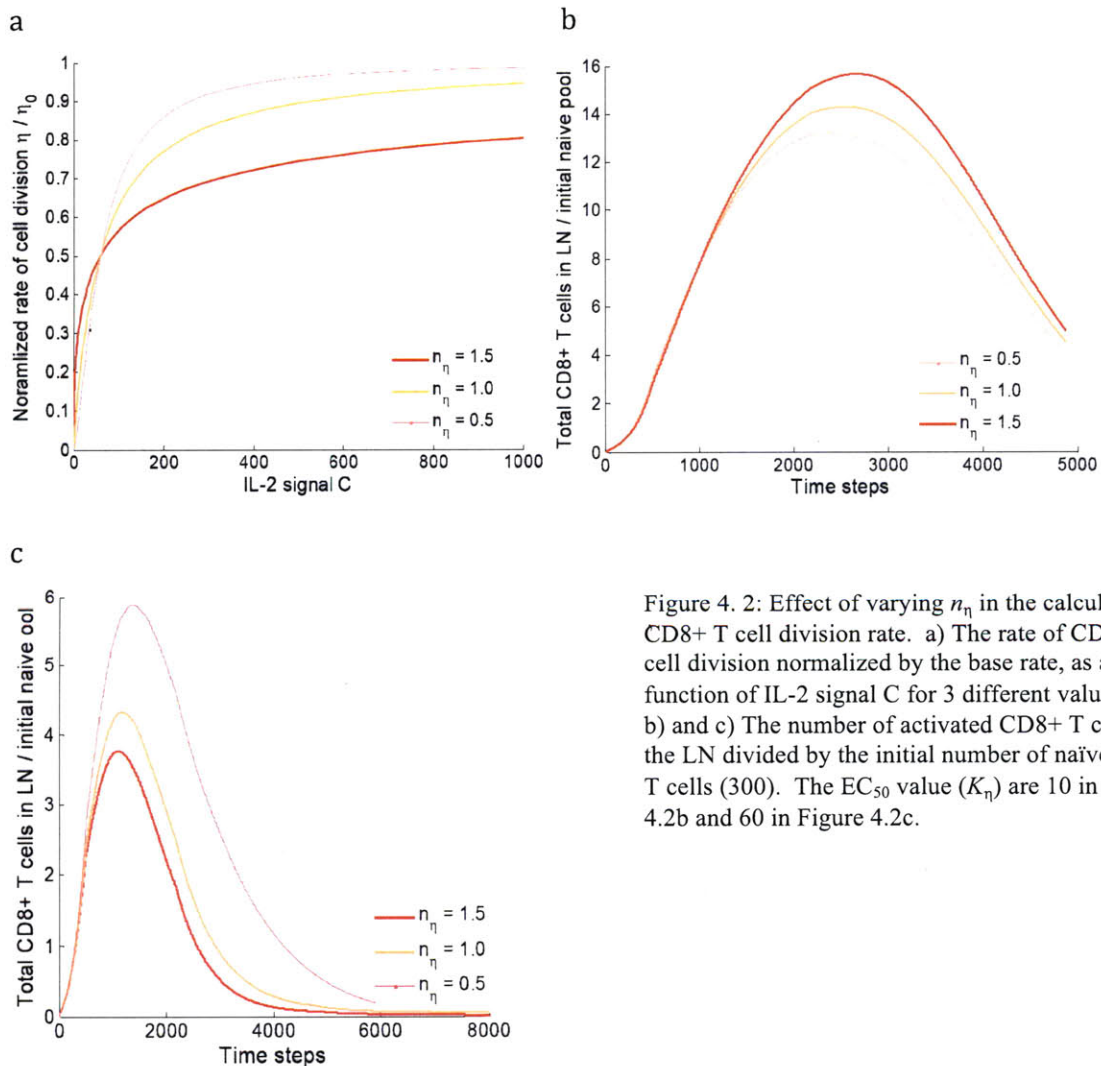 a
Noramlized rate of cell division η / η0
1
0.9
0.8
0.7
0.6
0.5
0.4
0.3
0.2
0.1
0
0 200 400 600 800 1000
IL-2 signal C
nη = 1.5
nη = 1.0
nη = 0.5
b
Total CD8+ T cells in LN / initial naive pool
16
14
12
10
8
6
4
2
0
0 1000 2000 3000 4000 5000
Time steps
nη = 0.5
nη = 1.0
nη = 1.5
c
Total CD8+ T cells in LN / initial naive ool
6
5
4
3
2
1
0
0 2000 4000 6000 8000
Time steps
nη = 1.5
nη = 1.0
nη = 0.5
Figure 4. 2: Effect of varying nη in the calcul
CD8+ T cell division rate. a) The rate of CD
cell division normalized by the base rate, as a
function of IL-2 signal C for 3 different valu
b) and c) The number of activated CD8+ T c
the LN divided by the initial number of naïve
T cells (300). The EC50 value (Kη) are 10 in
4.2b and 60 in Figure 4.2c.